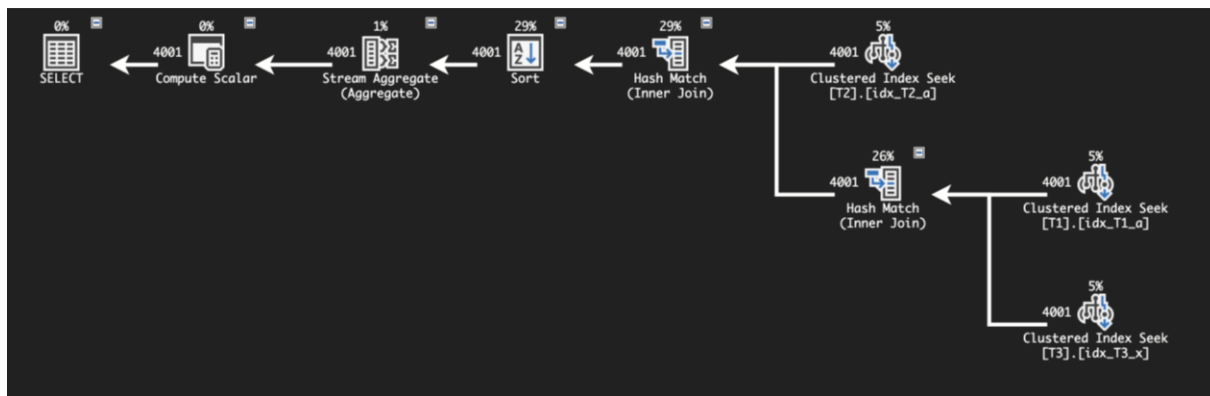 0%
4001
SELECT
0%
4001
Compute Scalar
1%
4001
Stream Aggregate
(Aggregate)
29%
4001
Sort
29%
4001
Hash Match
(Inner Join)
5%
4001
Clustered Index Seek
[T2].[idx_T2_a]
26%
4001
Hash Match
(Inner Join)
5%
4001
Clustered Index Seek
[T1].[idx_T1_a]
5%
4001
Clustered Index Seek
[T3].[idx_T3_x]